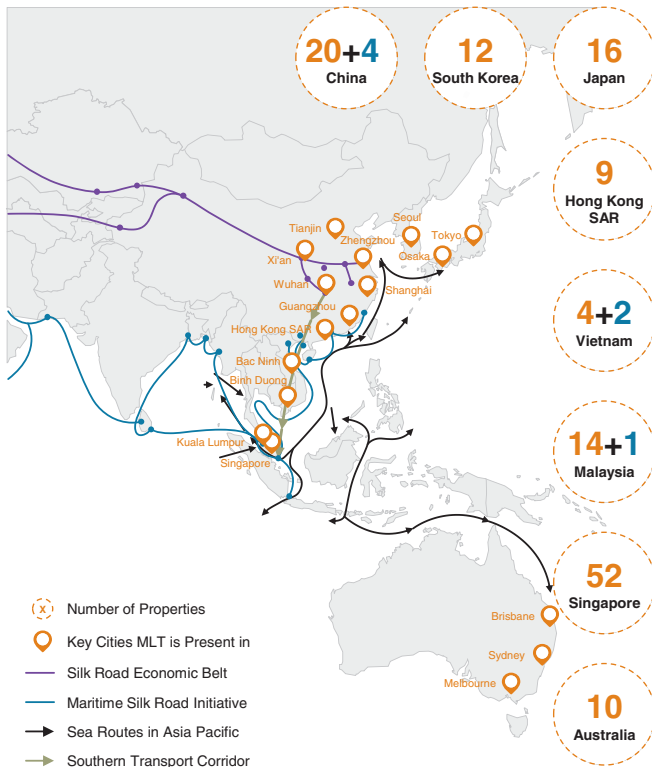 20+4
China
12
South Korea
16
Japan
9
Hong Kong
SAR
4+2
Vietnam
14+1
Malaysia
52
Singapore
10
Australia
Tianjin
Zhengzhou
Seoul
Tokyo
Osaka
Xi'an
Wuhan
Shanghai
Guangzhou
Hong Kong SAR
Bac Ninh
Binh Duong
Kuala Lumpur
Singapore
Brisbane
Sydney
Melbourne
x Number of Properties
Key Cities MLT is Present in
Silk Road Economic Belt
Maritime Silk Road Initiative
Sea Routes in Asia Pacific
Southern Transport Corridor